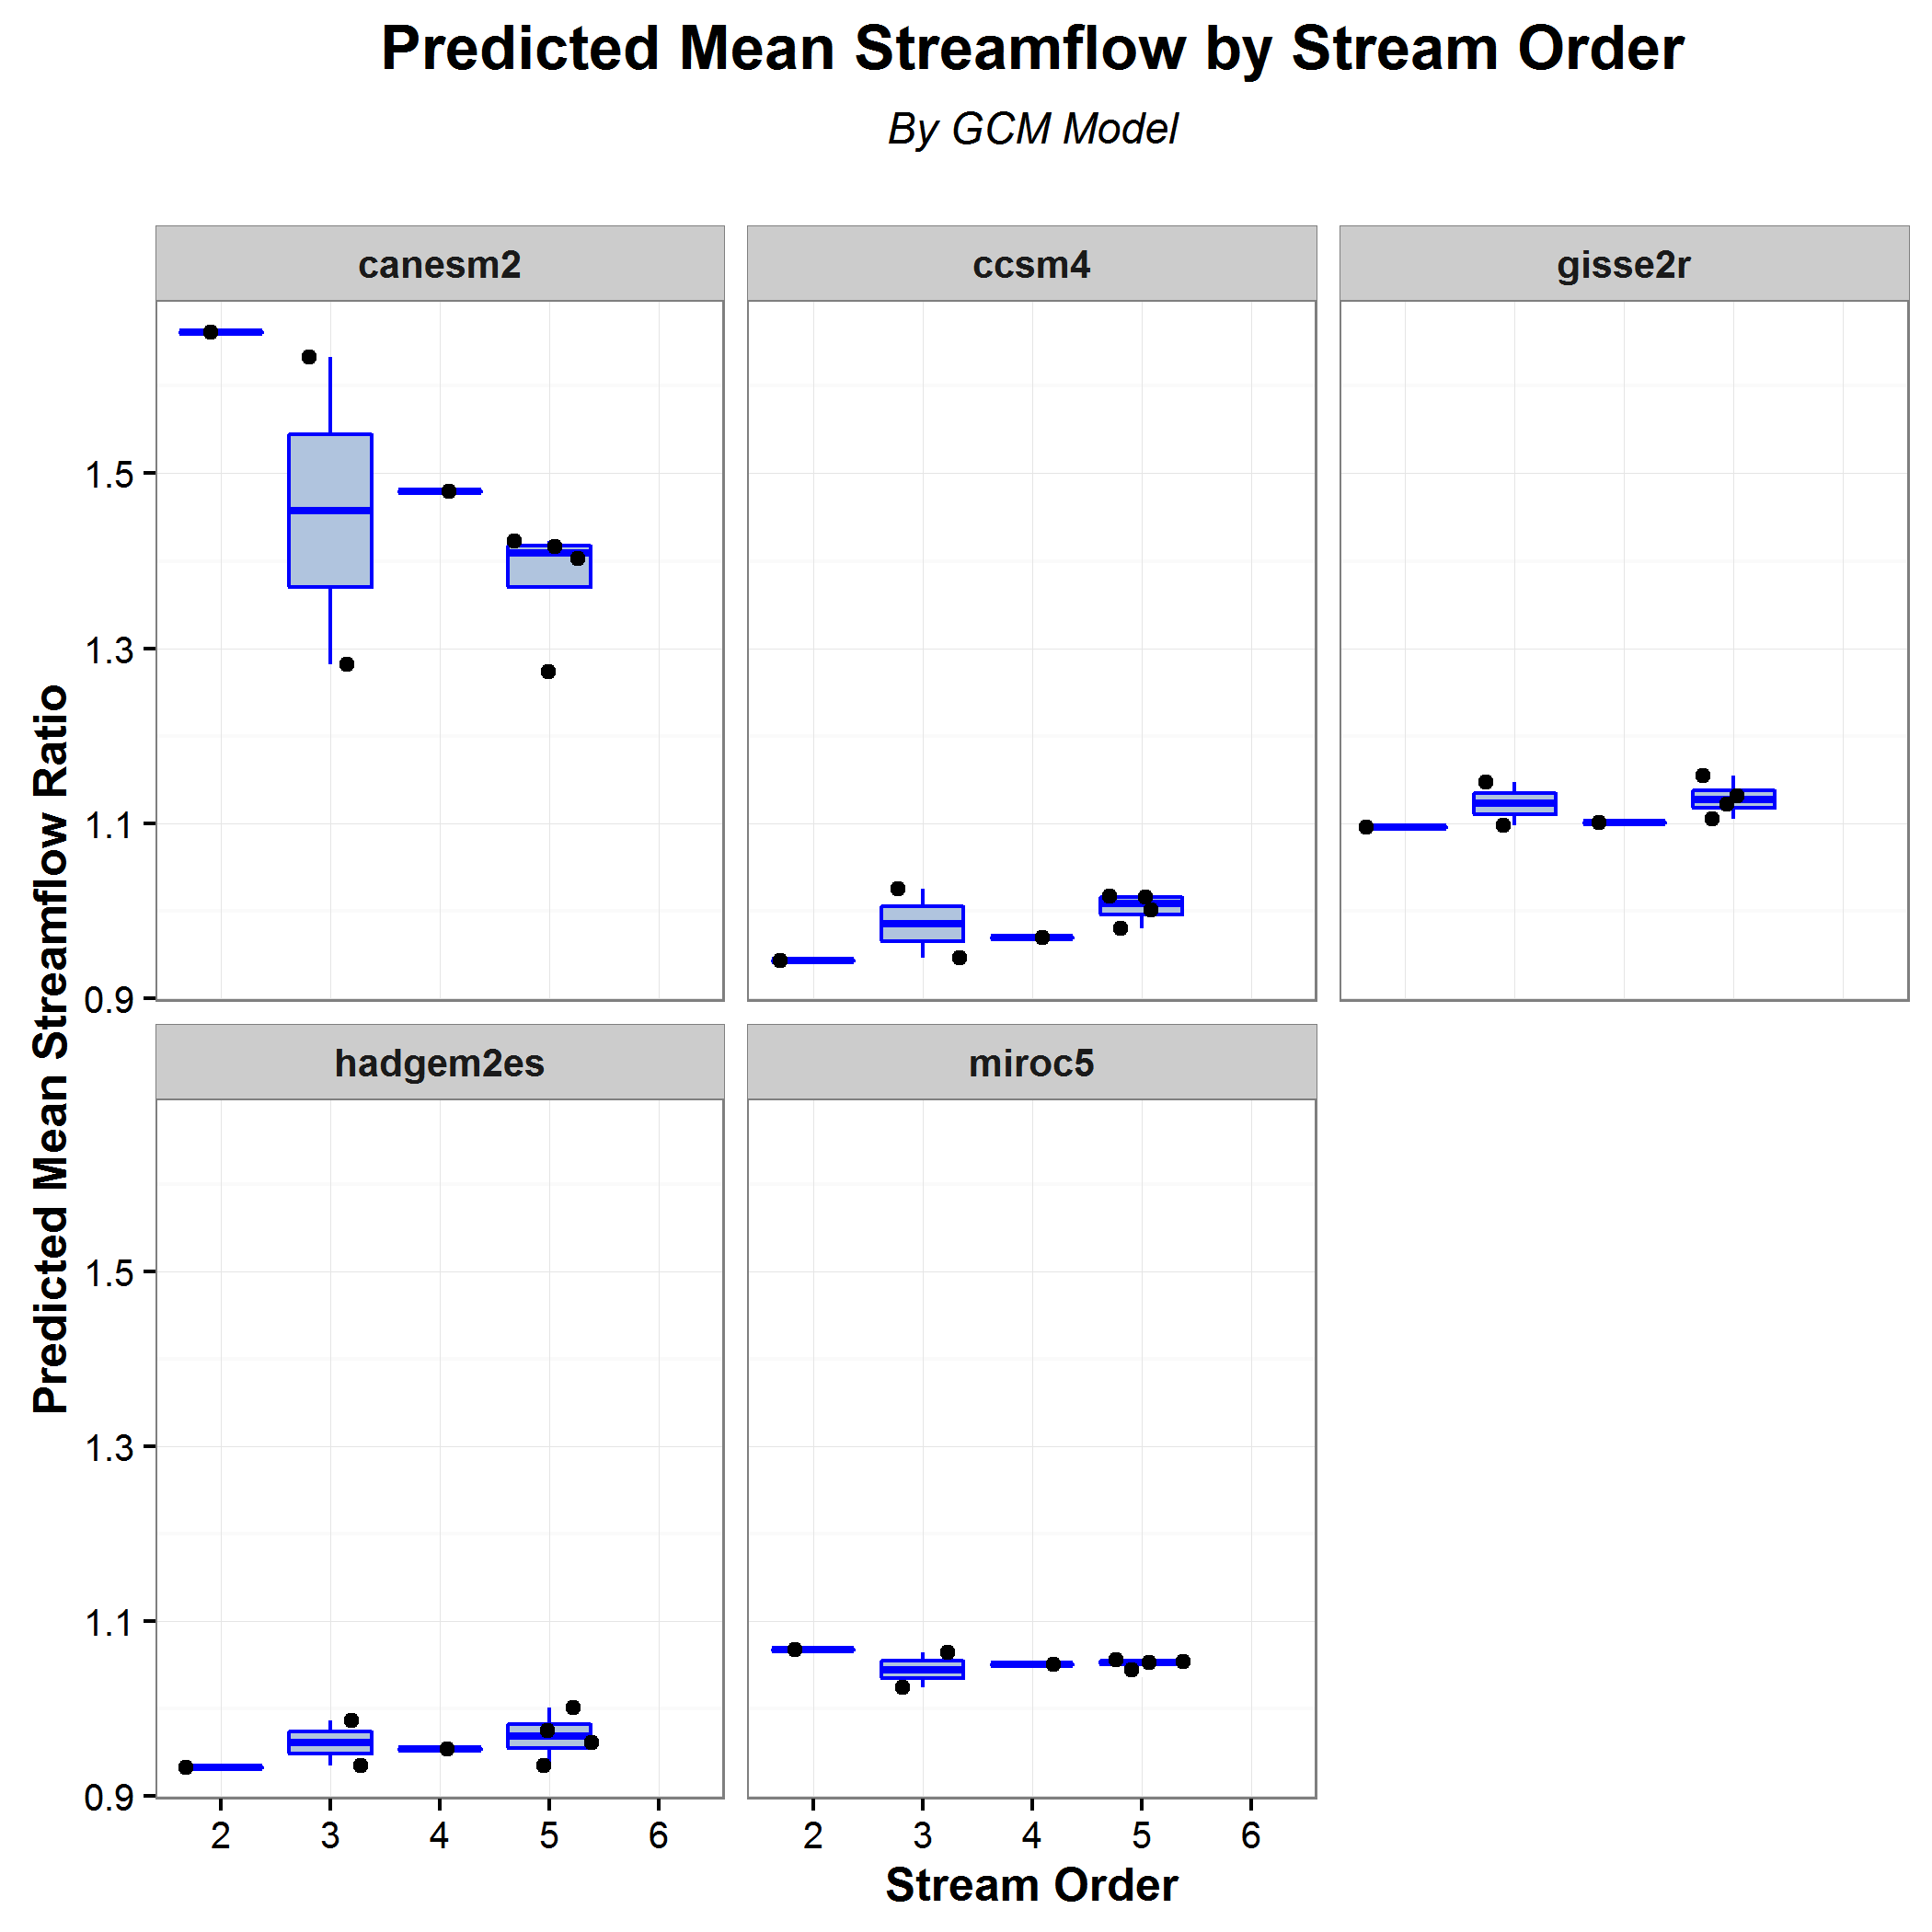 Predicted Mean Streamflow by Stream Order
By GCM Model
canesm2
ccsm4
gisse2r
1.5
1.3
1.1
0.9
Predicted Mean Streamflow Ratio
hadgem2es
miroc5
1.5
1.3
1.1
0.9
2 3 4 5 6
2 3 4 5 6
Stream Order